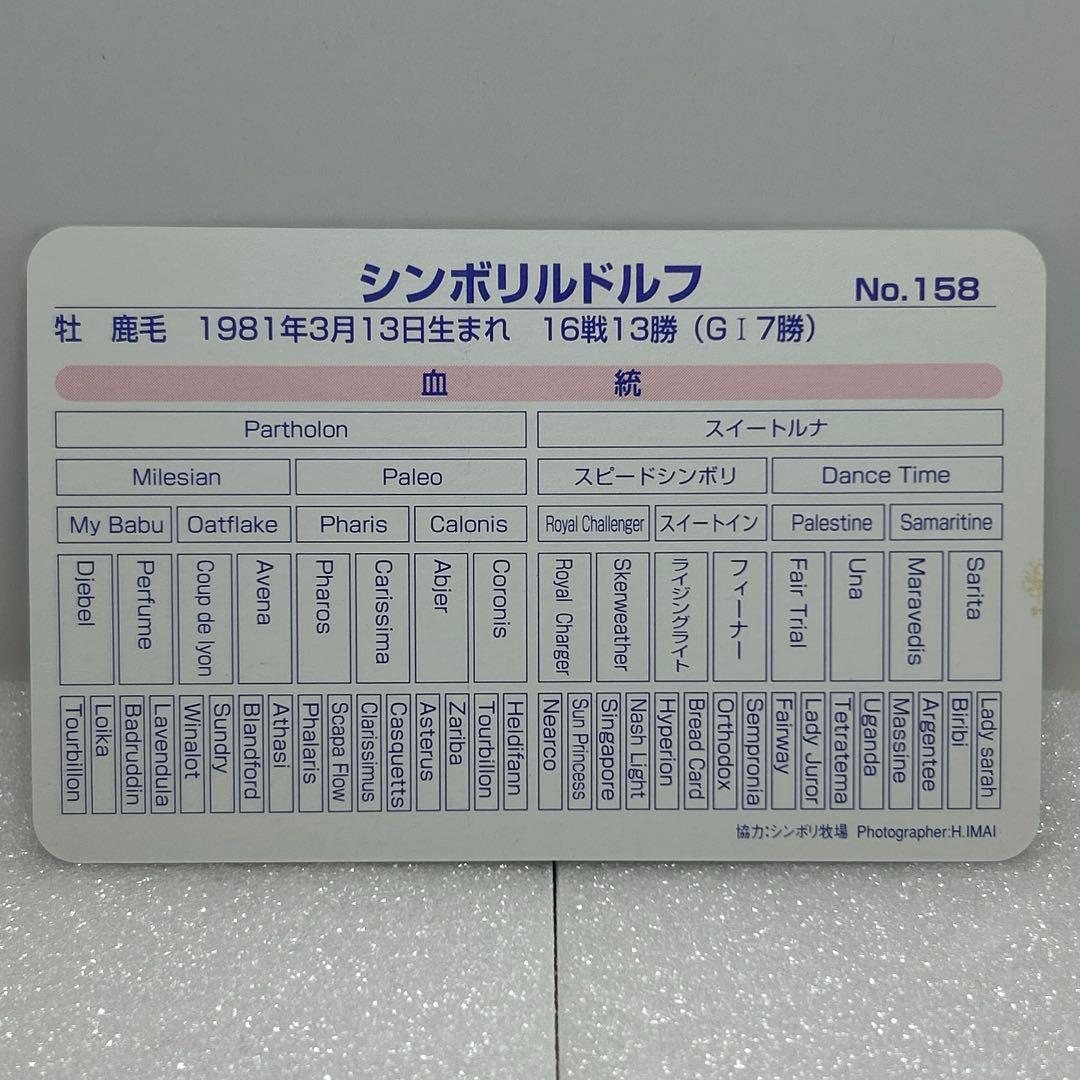 シンボリルドルフ No.158
牡 鹿毛 1981年3月13日生まれ 16戦13勝(GⅠ7勝)
血統
Partholon スイートルナ
Milesian Paleo スピードシンボリ Dance Time
My Babu Oatflake Pharis Calonis Royal Challenger スイートイン Palestine Samaritine
Djebel Perfume Coup de lyon Avena Pharos Carissima Abjer Coronis Royal Charger Skerweather ライジングライム フィーナー Fair Trial Una Maravedis Sarita
Tourbillon Loika Badruddin Lavendula Winalot Sundry Blandford Athasi Phalaris Scapa Flow Clarissimus Casquetts Asterus Zariba Tourbillon Heldifann Nearco Sun Princess Singapore Nash Light Hyperion Bread Card Orthodox Sempronia Fairway Lady Juror Tetratema Uganda Massine Argentee Biribi Lady sarah
協力:シンボリ牧場 Photographer:H.IMAI